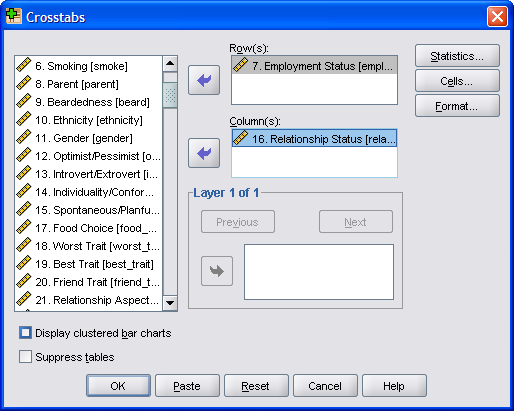 Crosstabs
6. Smoking [smoke]
8. Parent [parent]
9. Beardedness [beard]
10. Ethnicity [ethnicity]
11. Gender [gender]
12. Optimist/Pessimist [o...
13. Introvert/Extrovert [i...
14. Individuality/Confor...
15. Spontaneous/Planfu...
17. Food Choice [food_...
18. Worst Trait [worst_t...
19. Best Trait [best_trait]
20. Friend Trait [friend_t...
21. Relationship Aspect...
Row(s):
7. Employment Status [empl...
Column(s):
16. Relationship Status [rela...
Layer 1 of 1
Previous
Next
Statistics...
Cells...
Format...
Display clustered bar charts
Suppress tables
OK
Paste
Reset
Cancel
Help